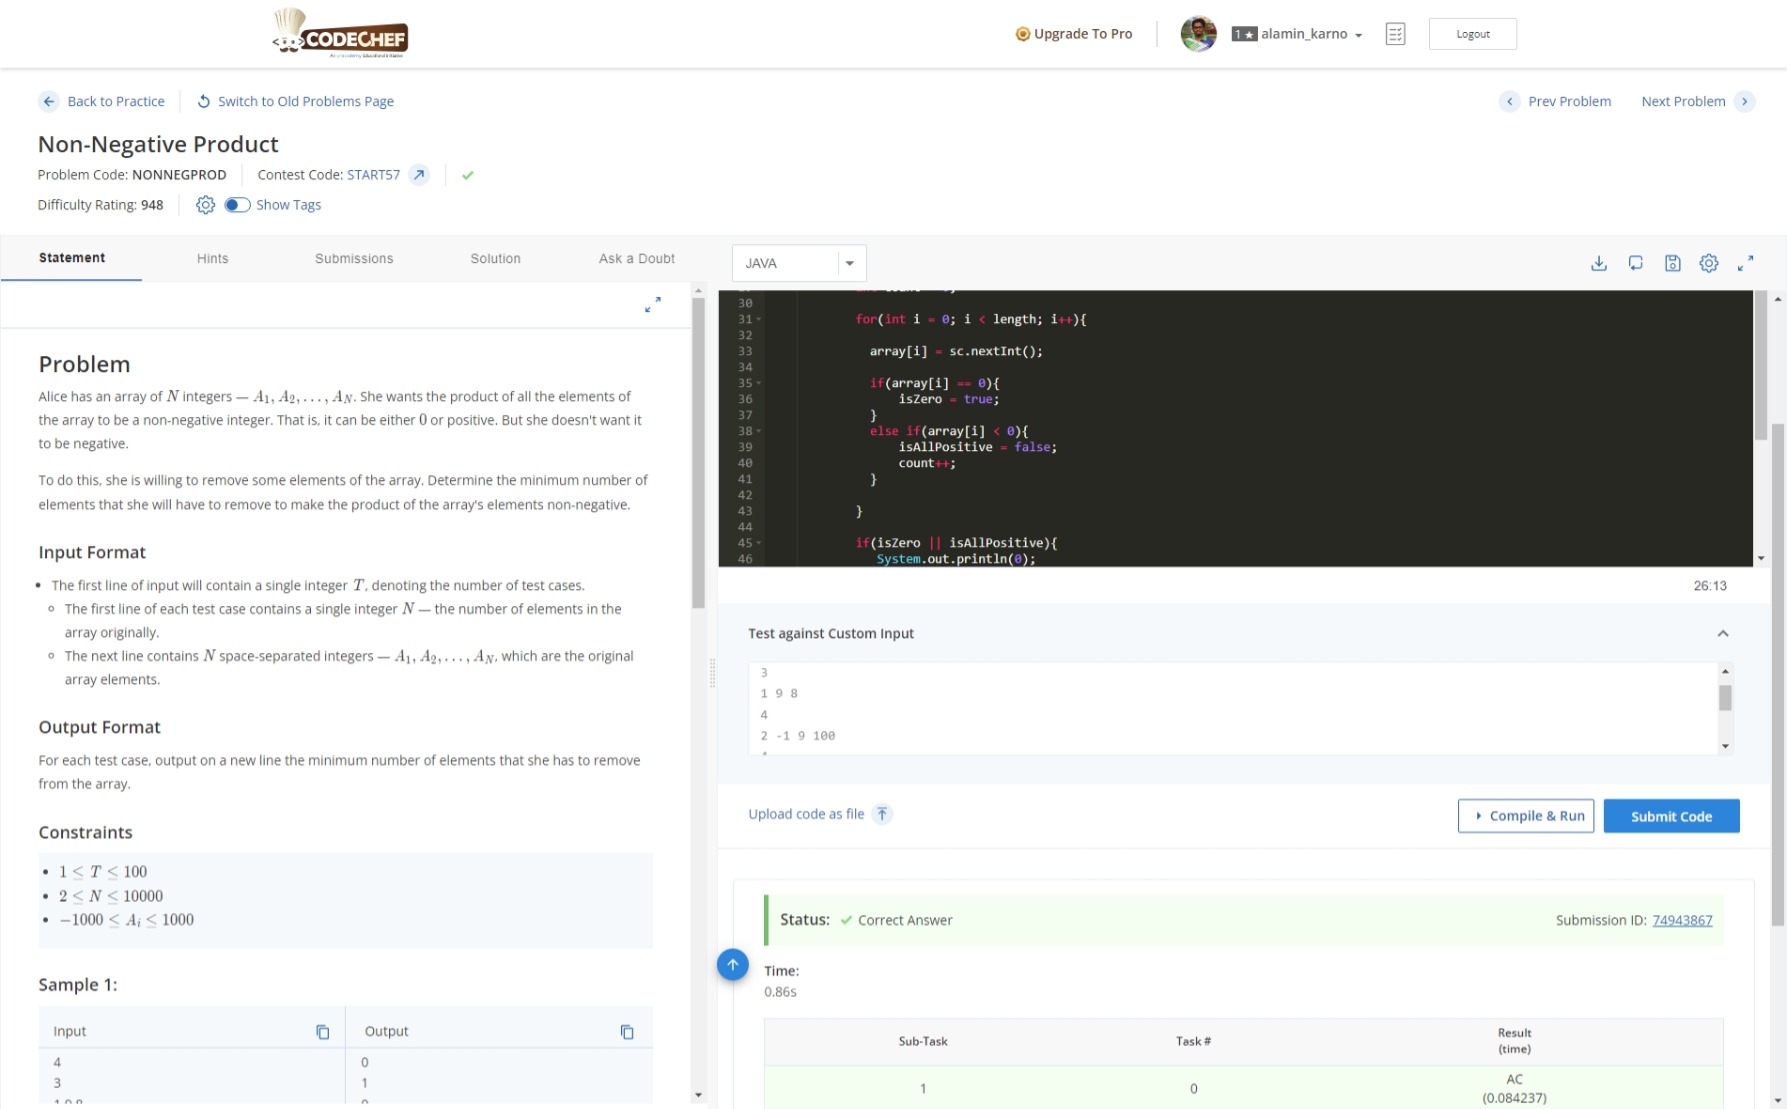 CODECHEF
Upgrade To Pro
1★ alamin_karno
Logout
Back to Practice
Switch to Old Problems Page
Prev Problem
Next Problem
Non-Negative Product
Problem Code: NONNEGPROD
Contest Code: START57
Difficulty Rating: 948
Show Tags
Statement
Hints
Submissions
Solution
Ask a Doubt
Problem
Alice has an array of N integers — A₁, A₂, . . . , A_N. She wants the product of all the elements of
the array to be a non-negative integer. That is, it can be either 0 or positive. But she doesn't want it
to be negative.
To do this, she is willing to remove some elements of the array. Determine the minimum number of
elements that she will have to remove to make the product of the array's elements non-negative.
Input Format
• The first line of input will contain a single integer T, denoting the number of test cases.
The first line of each test case contains a single integer N — the number of elements in the
array originally.
The next line contains N space-separated integers — A₁, A₂, . . . , A_N, which are the original
array elements.
Output Format
For each test case, output on a new line the minimum number of elements that she has to remove
from the array.
Constraints
• 1 ≤ T ≤ 100
• 2 ≤ N ≤ 10000
• −1000 ≤ Aᵢ ≤ 1000
Sample 1:
Input
Output
4
0
3
1
JAVA
30
31 for(int i = 0; i < length; i++){
32
33 array[i] = sc.nextInt();
34
35 if(array[i] == 0){
36 isZero = true;
37 }
38 else if(array[i] < 0){
39 isAllPositive = false;
40 count++;
41 }
42
43 }
44
45 if(isZero || isAllPositive){
46 System.out.println(0);
26:13
Test against Custom Input
3
1 9 8
4
2 -1 9 100
Upload code as file
Compile & Run
Submit Code
Status: Correct Answer
Submission ID: 74943867
Time:
0.86s
Sub-Task
Task #
Result
(time)
1
0
AC
(0.084237)